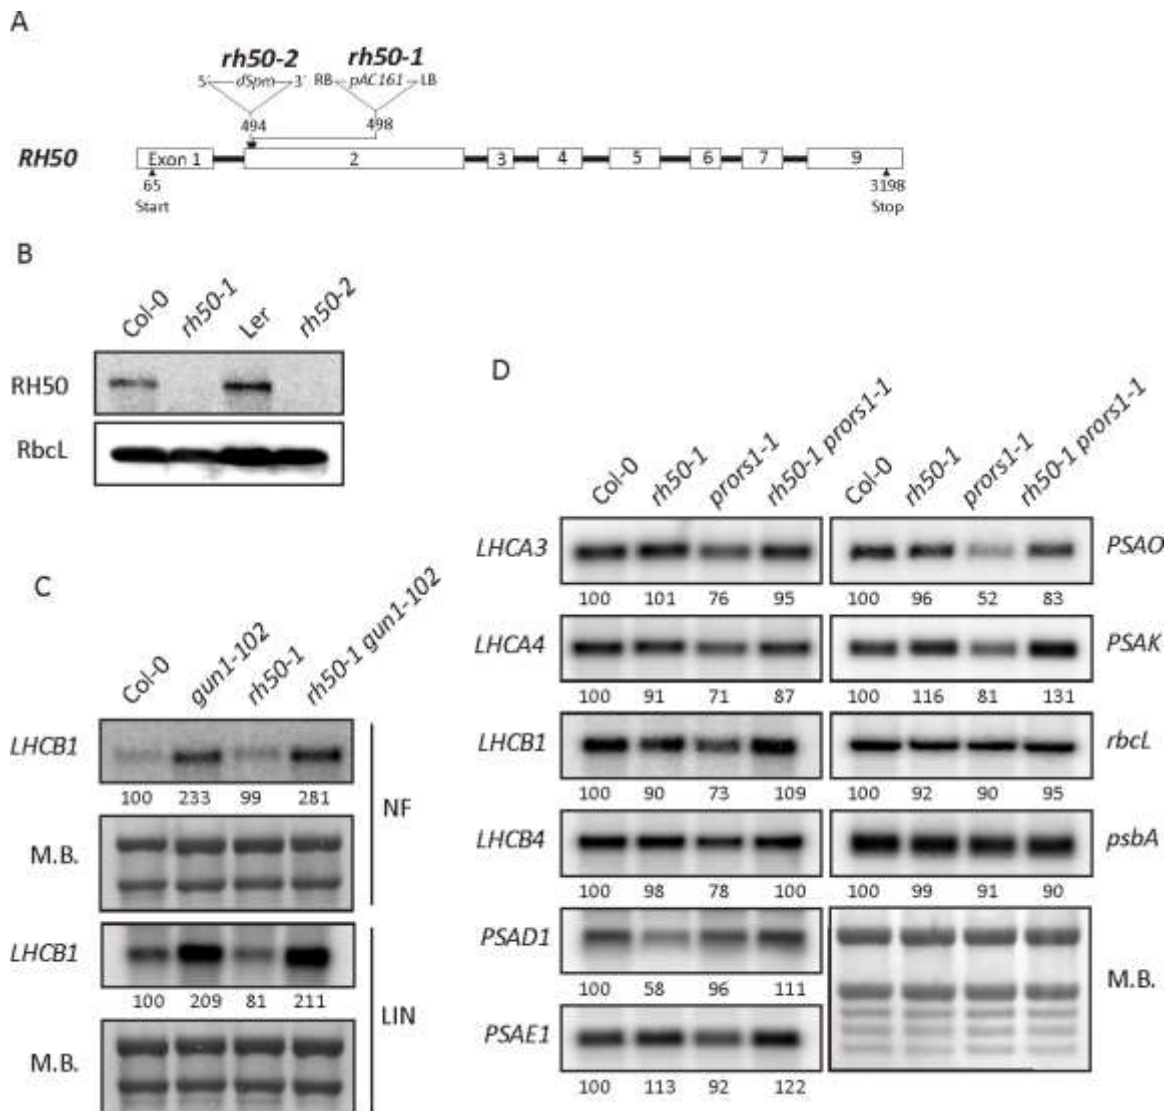 A
rh50-2 rh50-1
5´ dSpm 3´ RB pAC161 LB
494 498
RH50 Exon 1 2 3 4 5 6 7 9
65 3198
Start Stop
B
Col-0 rh50-1 Ler rh50-2
RH50
RbcL
C
Col-0 gun1-102 rh50-1 rh50-1 gun1-102
LHCB1
100 233 99 281
NF
M.B.
LHCB1
100 209 81 211
LIN
M.B.
D
Col-0 rh50-1 prors1-1 rh50-1 prors1-1 Col-0 rh50-1 prors1-1 rh50-1 prors1-1
LHCA3 PSAO
100 101 76 95 100 96 52 83
LHCA4 PSAK
100 91 71 87 100 116 81 131
LHCB1 rbcL
100 90 73 109 100 92 90 95
LHCB4 psbA
100 98 78 100 100 99 91 90
PSAD1
100 58 96 111
M.B.
PSAE1
100 113 92 122